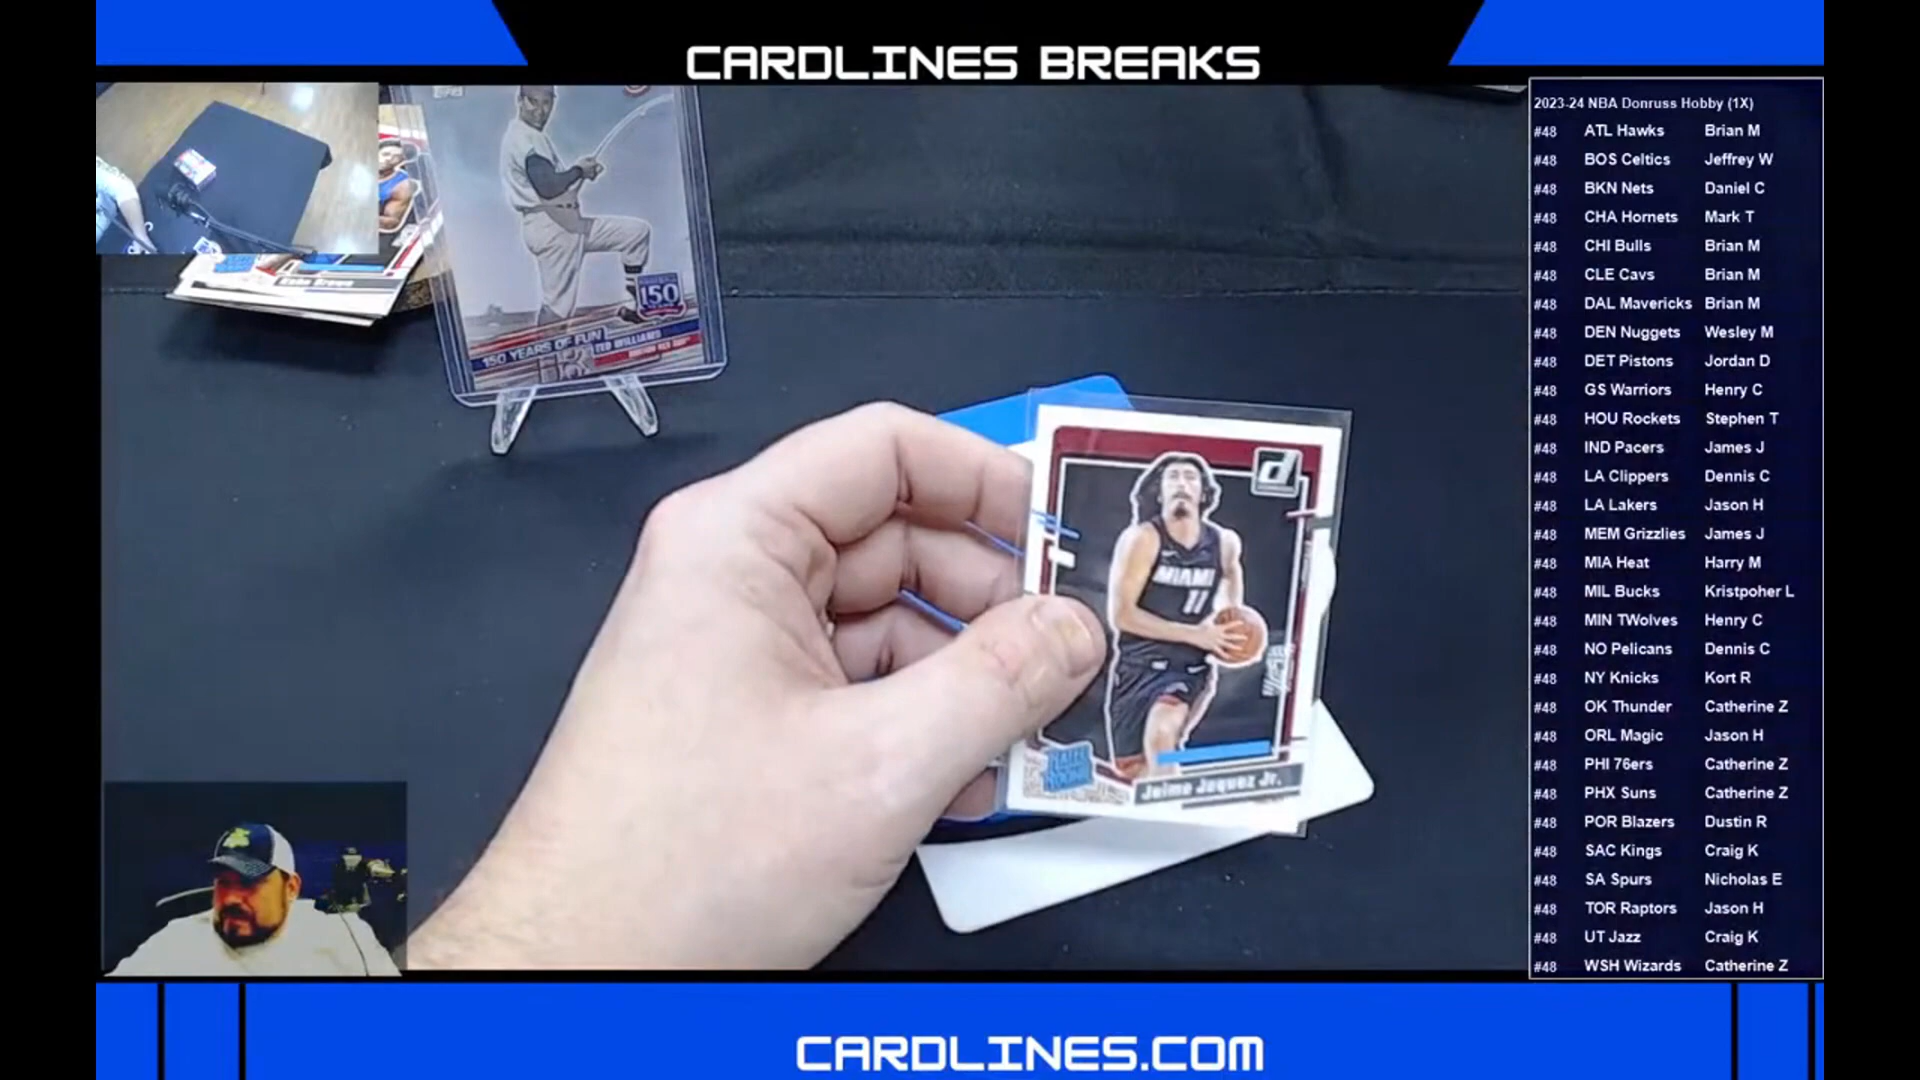 CARDLINES BREAKS
2023-24 NBA Donruss Hobby (1X)
#48 ATL Hawks Brian M
#48 BOS Celtics Jeffrey W
#48 BKN Nets Daniel C
#48 CHA Hornets Mark T
#48 CHI Bulls Brian M
#48 CLE Cavs Brian M
#48 DAL Mavericks Brian M
#48 DEN Nuggets Wesley M
#48 DET Pistons Jordan D
#48 GS Warriors Henry C
#48 HOU Rockets Stephen T
#48 IND Pacers James J
#48 LA Clippers Dennis C
#48 LA Lakers Jason H
#48 MEM Grizzlies James J
#48 MIA Heat Harry M
#48 MIL Bucks Kristpoher L
#48 MIN TWolves Henry C
#48 NO Pelicans Dennis C
#48 NY Knicks Kort R
#48 OK Thunder Catherine Z
#48 ORL Magic Jason H
#48 PHI 76ers Catherine Z
#48 PHX Suns Catherine Z
#48 POR Blazers Dustin R
#48 SAC Kings Craig K
#48 SA Spurs Nicholas E
#48 TOR Raptors Jason H
#48 UT Jazz Craig K
#48 WSH Wizards Catherine Z
150
150 YEARS OF FUN
TED WILLIAMS
d
MIAMI
11
RATED
ROOKIE
Jaime Jaquez Jr.
CARDLINES.COM